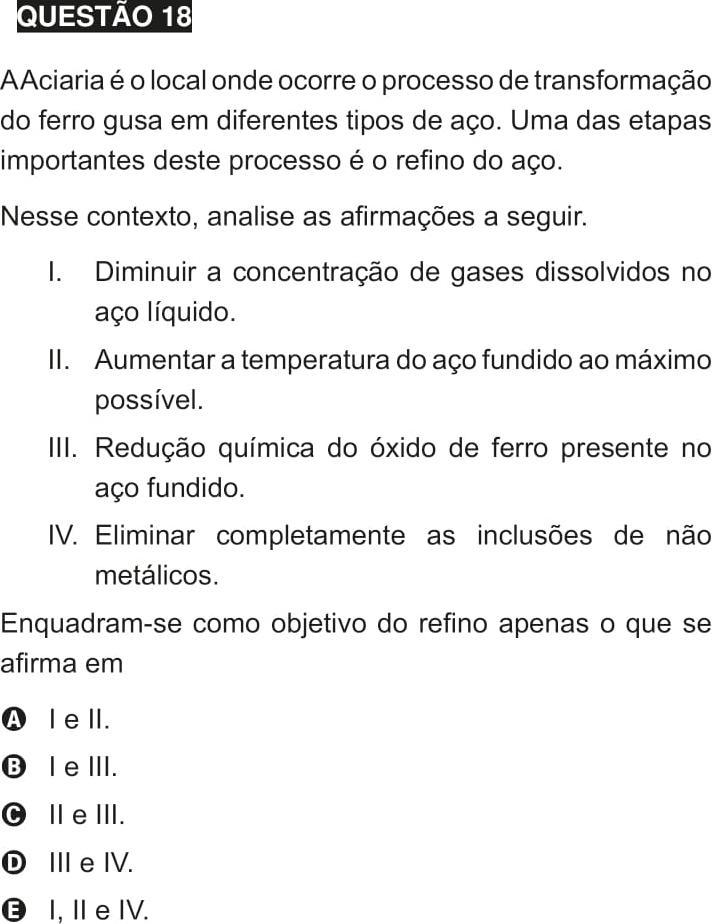 QUESTÃO 18
A Aciaria é o local onde ocorre o processo de transformação
do ferro gusa em diferentes tipos de aço. Uma das etapas
importantes deste processo é o refino do aço.
Nesse contexto, analise as afirmações a seguir.
I. Diminuir a concentração de gases dissolvidos no
aço líquido.
II. Aumentar a temperatura do aço fundido ao máximo
possível.
III. Redução química do óxido de ferro presente no
aço fundido.
IV. Eliminar completamente as inclusões de não
metálicos.
Enquadram-se como objetivo do refino apenas o que se
afirma em
A I e II.
B I e III.
C II e III.
D III e IV.
E I, II e IV.